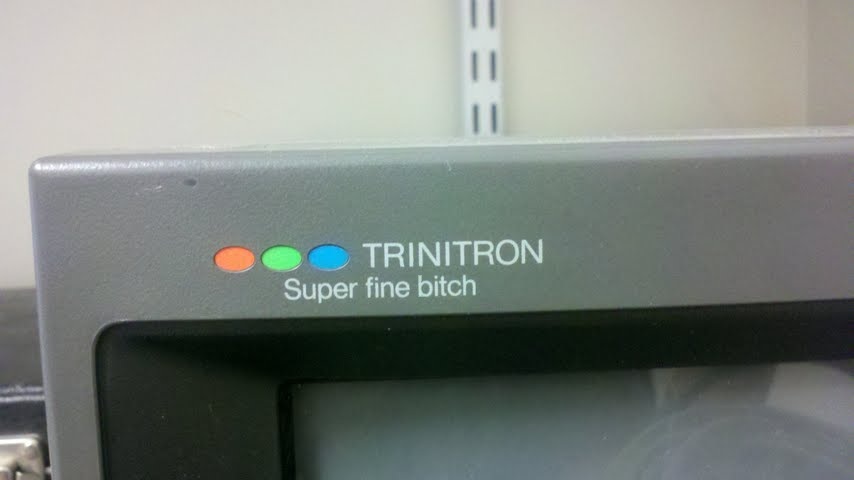 TRINITRON
Super fine bitch